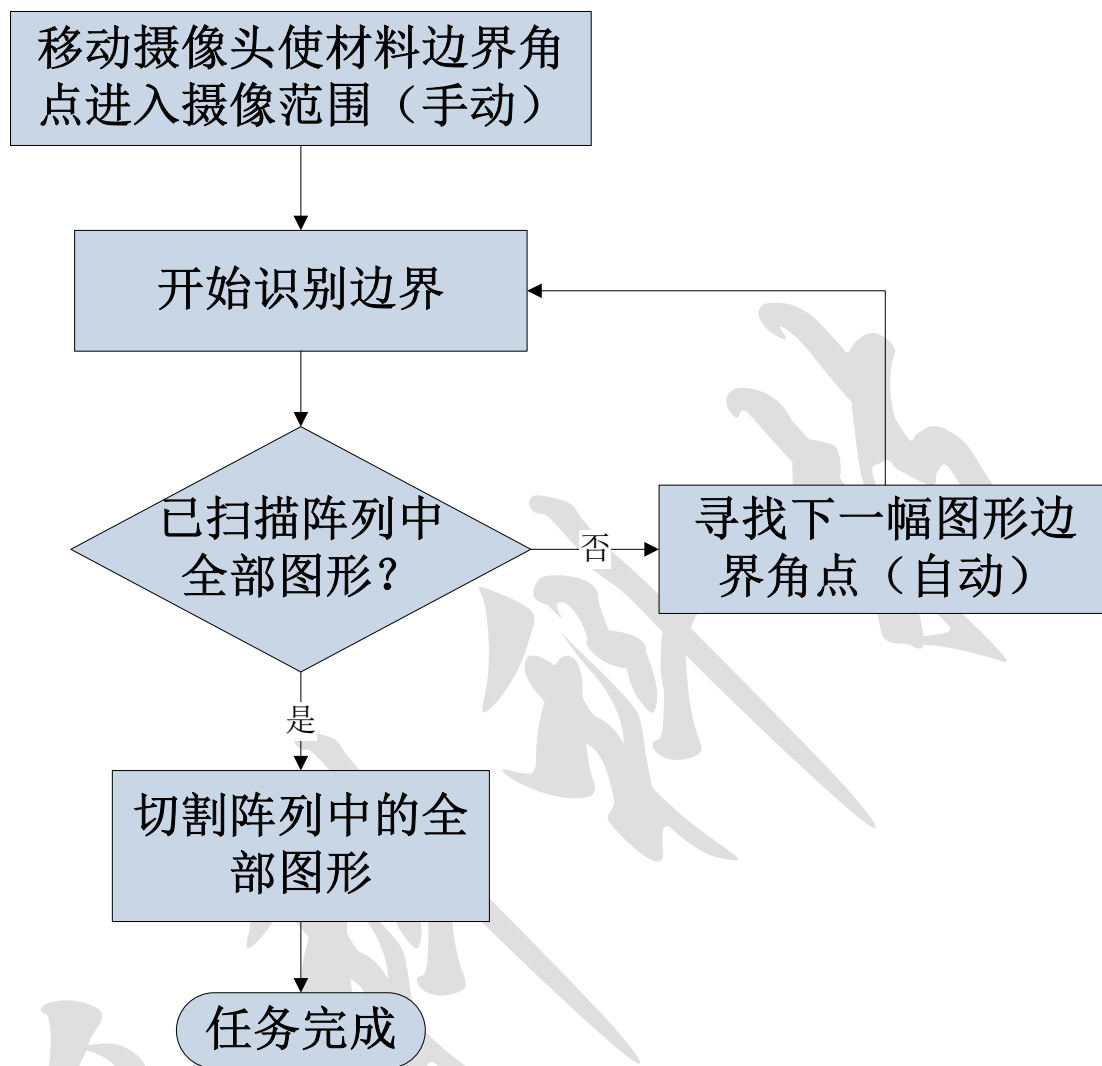 移动摄像头使材料边界角
点进入摄像范围（手动）
开始识别边界
已扫描阵列中
全部图形？
否
寻找下一幅图形边
界角点（自动）
是
切割阵列中的全
部图形
任务完成